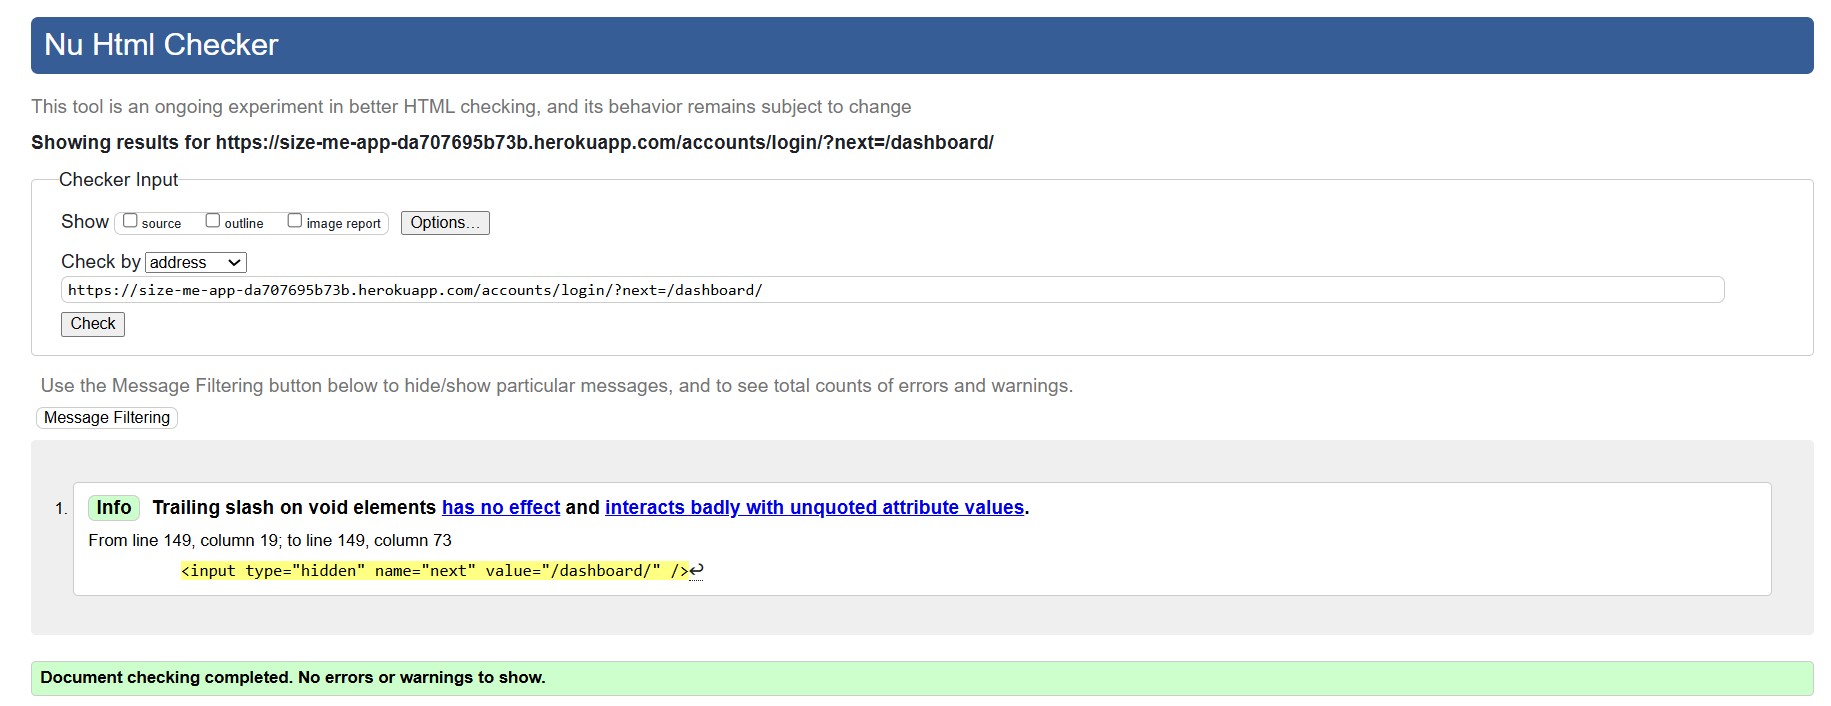 Nu Html Checker
This tool is an ongoing experiment in better HTML checking, and its behavior remains subject to change
Showing results for https://size-me-app-da707695b73b.herokuapp.com/accounts/login/?next=/dashboard/
Checker Input
Show source outline image report Options...
Check by address
https://size-me-app-da707695b73b.herokuapp.com/accounts/login/?next=/dashboard/
Check
Use the Message Filtering button below to hide/show particular messages, and to see total counts of errors and warnings.
Message Filtering
1. Info Trailing slash on void elements has no effect and interacts badly with unquoted attribute values.
From line 149, column 19; to line 149, column 73
<input type="hidden" name="next" value="/dashboard/" />↩
Document checking completed. No errors or warnings to show.